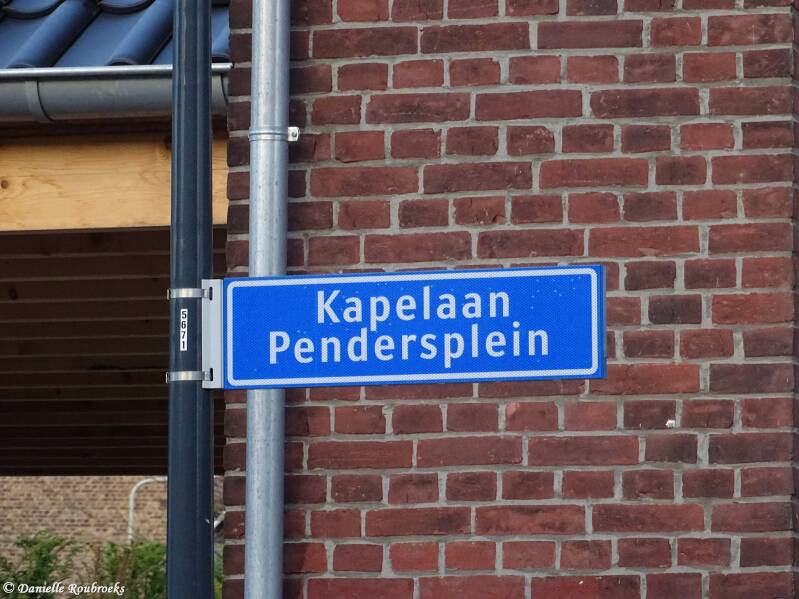 Kapelaan
Pendersplein
5671
© Danielle Roubroeks